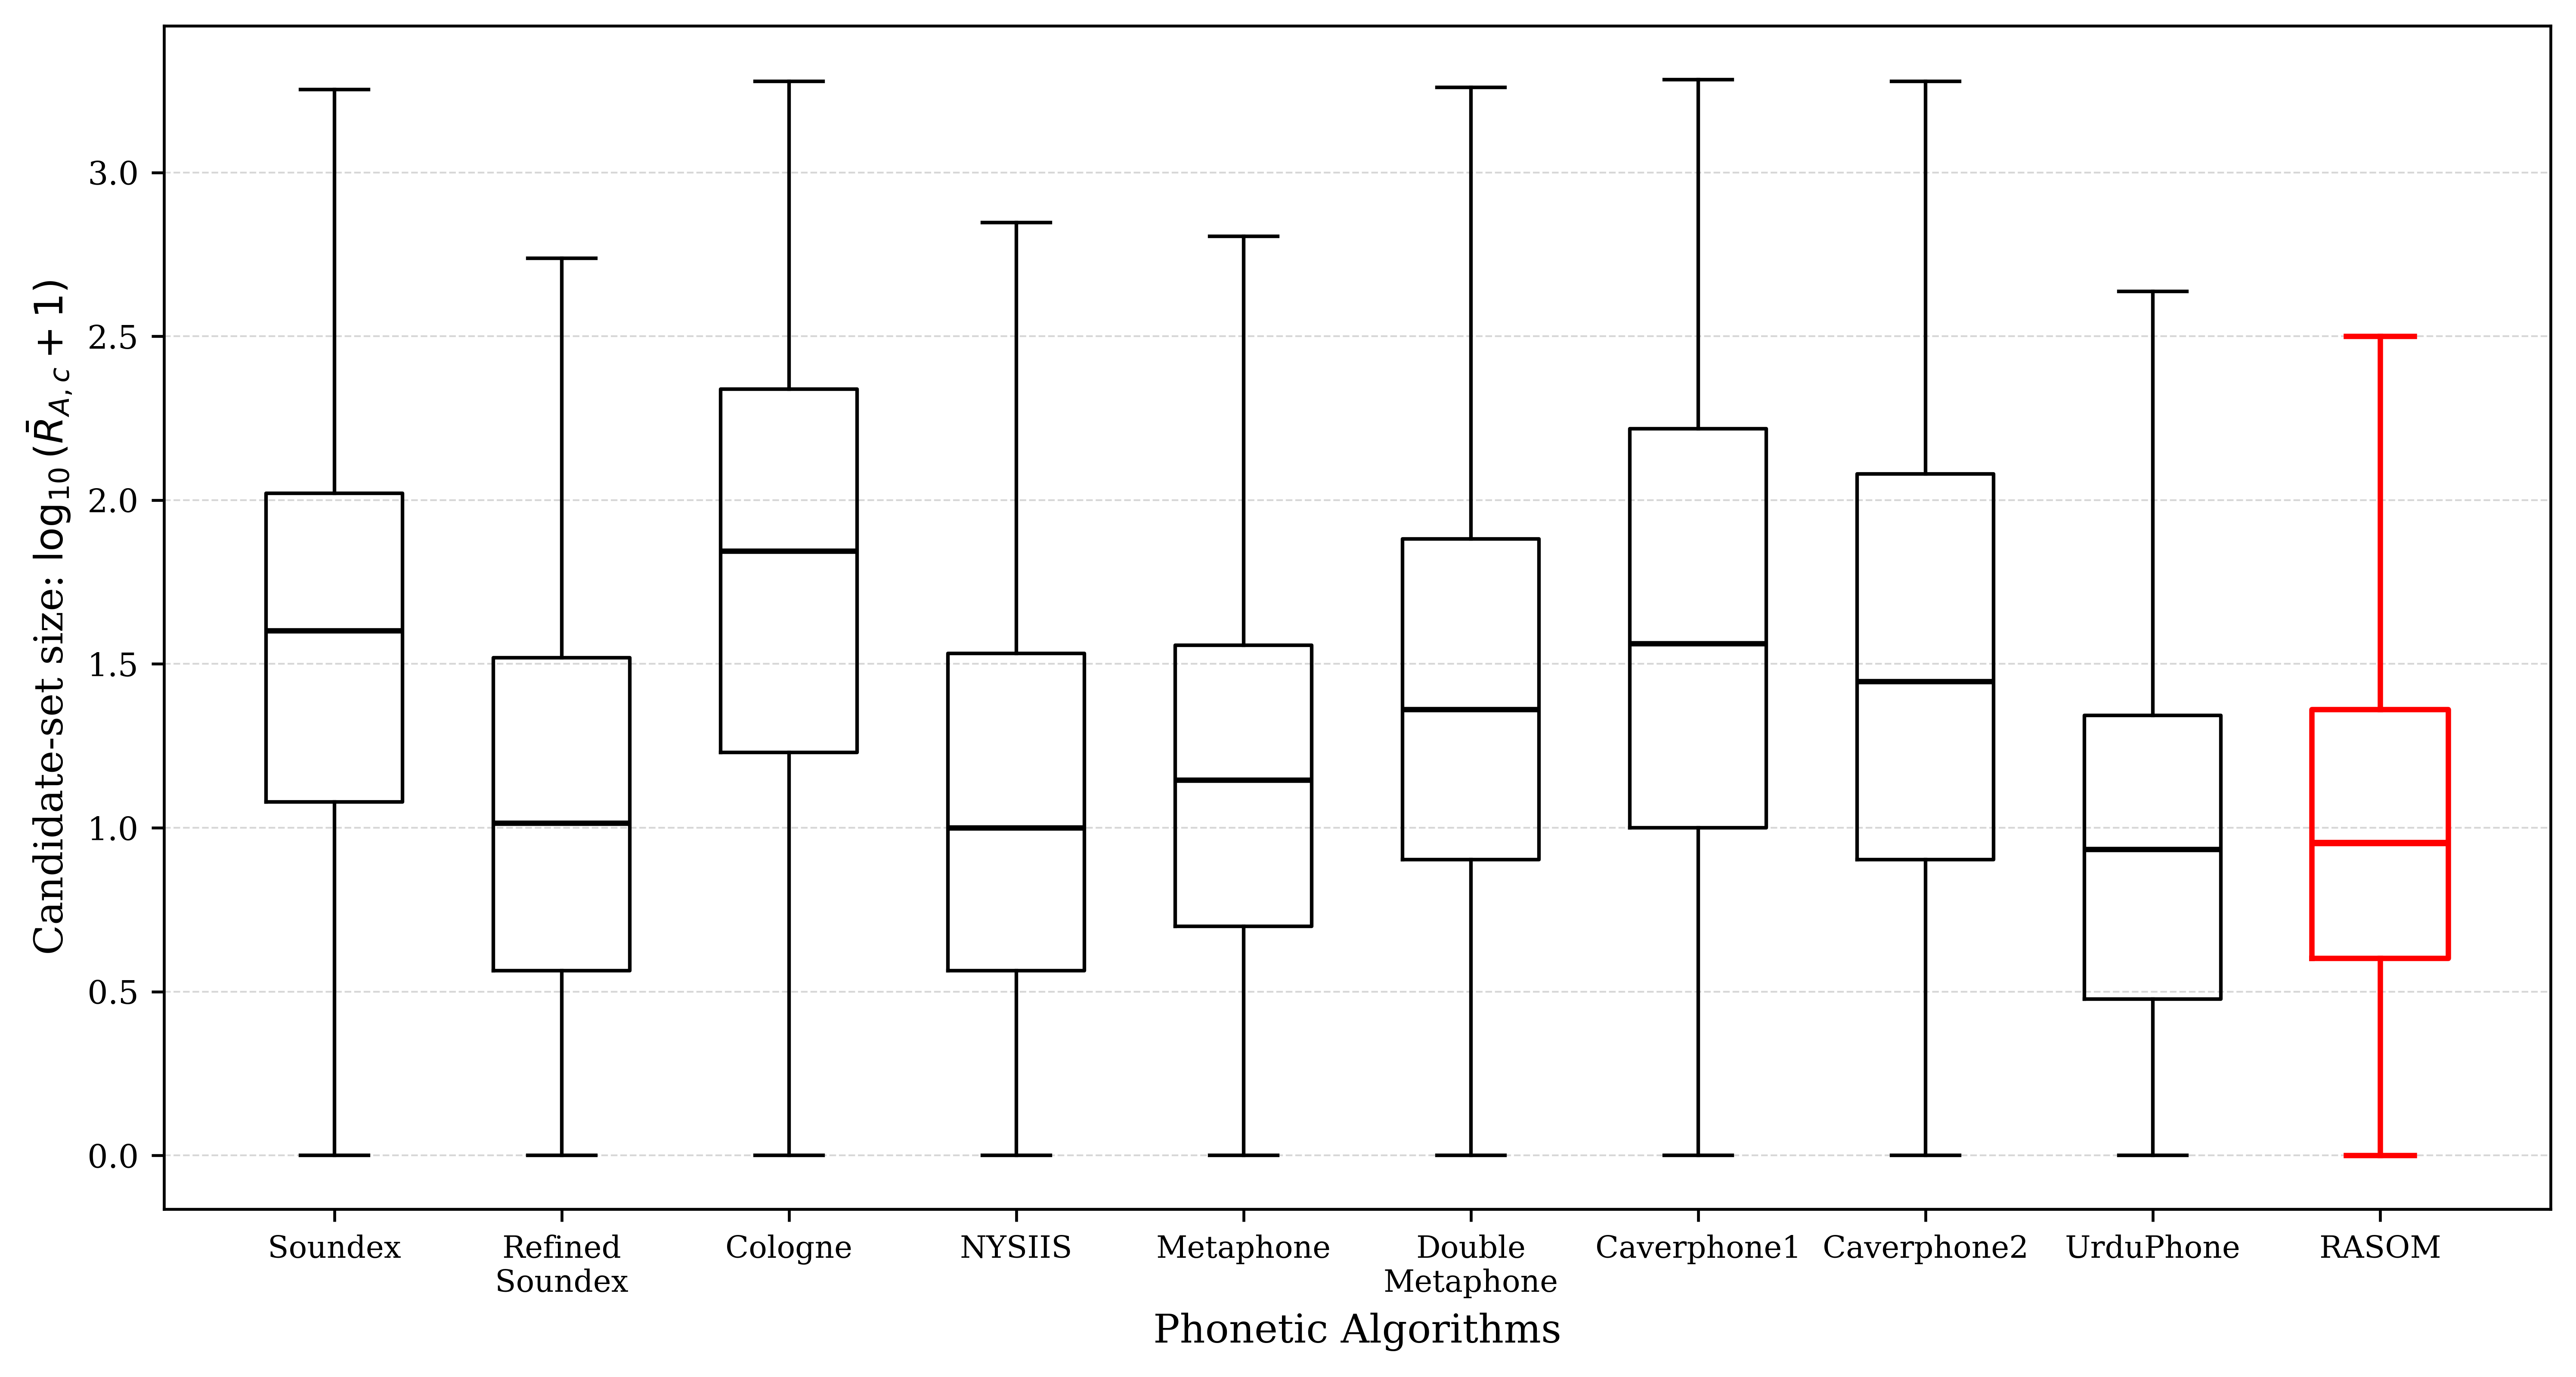 Candidate-set size: log₁₀(R̄_A,c + 1)
3.0
2.5
2.0
1.5
1.0
0.5
0.0
Soundex
Refined
Soundex
Cologne
NYSIIS
Metaphone
Double
Metaphone
Caverphone1
Caverphone2
UrduPhone
RASOM
Phonetic Algorithms